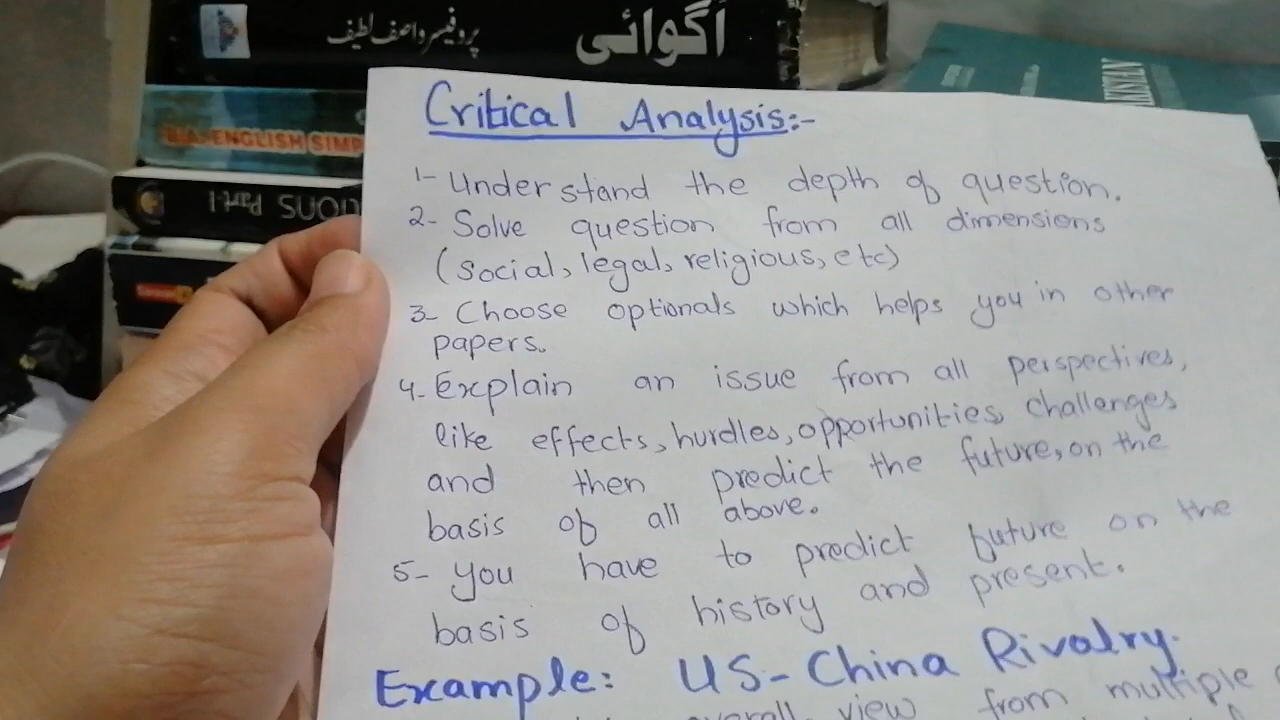 پروفیسر واصف لطیف
آگوائی
B.A. ENGLISH SIMP
IONS Part-I
Critical Analysis:-
1- Understand the depth of question.
2- Solve question from all dimensions
(social, legal, religious, etc)
3- Choose optionals which helps you in other
papers.
4- Explain an issue from all perspectives,
like effects, hurdles, opportunities, challenges
and then predict the future, on the
basis of all above.
5- You have to predict future on the
basis of history and present.
Example: US-China Rivalry.
overall view from multiple